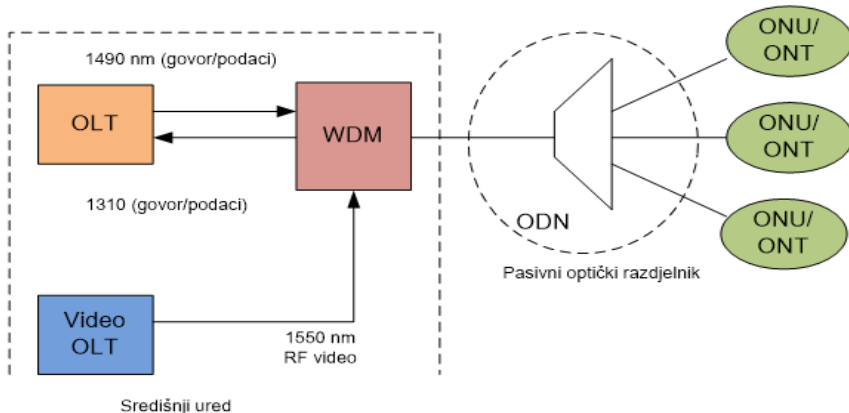 1490 nm (govor/podaci)
OLT
WDM
1310 (govor/podaci)
Video
OLT
1550 nm
RF video
Središnji ured
ODN
Pasivni optički razdjelnik
ONU/
ONT
ONU/
ONT
ONU/
ONT